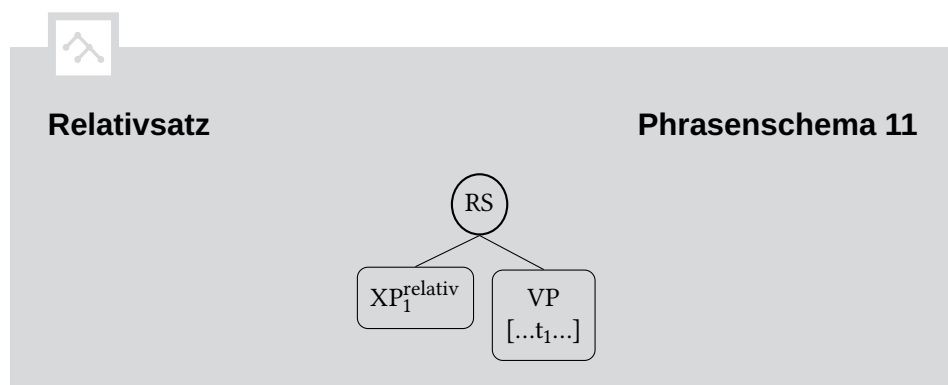 Relativsatz Phrasenschema 11
RS
XP₁^relativ VP
[...t₁...]